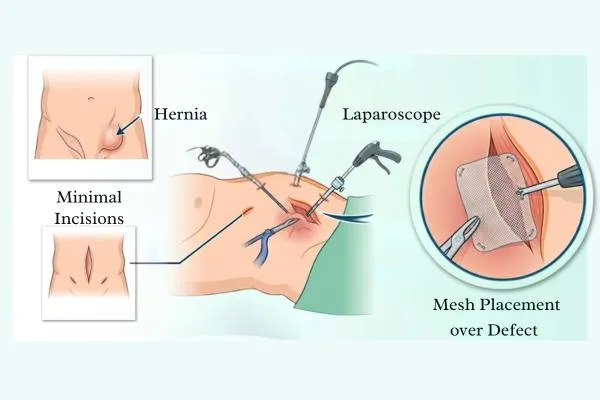 Hernia
Laparoscope
Minimal
Incisions
Mesh Placement
over Defect